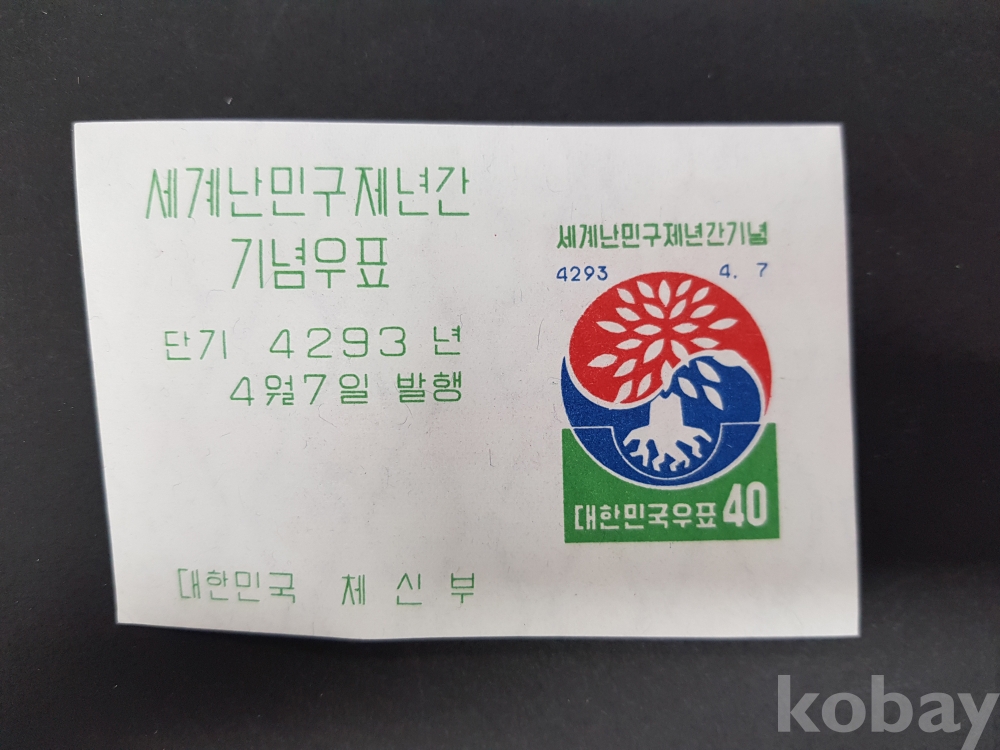 세계난민구제년간
기념우표
단기 4293 년
4월7일 발행
대한민국 체신부
세계난민구제년간기념
4293 4. 7
대한민국우표 40
kobay